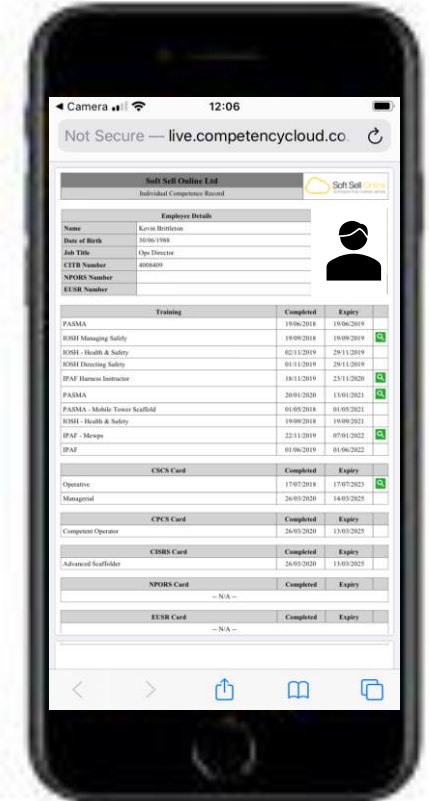 Camera 12:06
Not Secure — live.competencycloud.co
Soft Sell Online Ltd
Individual Competence Record
Soft Sell Online
Employee Details
Name Kevin Brittleton
Date of Birth 30/06/1988
Job Title Ops Director
CITB Number 4008409
NPORS Number
EUSR Number
Training Completed Expiry
PASMA 19/06/2018 19/06/2019
IOSH Managing Safely 19/09/2018 19/09/2019
IOSH - Health & Safety 02/11/2019 29/11/2019
IOSH Directing Safely 01/11/2019 29/11/2019
IPAF Harness Instructor 18/11/2019 23/11/2020
PASMA 20/01/2020 13/01/2021
PASMA - Mobile Tower Scaffold 01/05/2018 01/05/2021
IOSH - Health & Safety 19/09/2018 19/09/2021
IPAF - Mewps 22/11/2019 07/01/2022
IPAF 01/06/2019 01/06/2022
CSCS Card Completed Expiry
Operative 17/07/2018 17/07/2023
Managerial 26/03/2020 14/03/2025
CPCS Card Completed Expiry
Competent Operator 26/03/2020 13/03/2025
CISRS Card Completed Expiry
Advanced Scaffolder 26/03/2020 13/03/2025
NPORS Card Completed Expiry
-- N/A --
EUSR Card Completed Expiry
-- N/A --